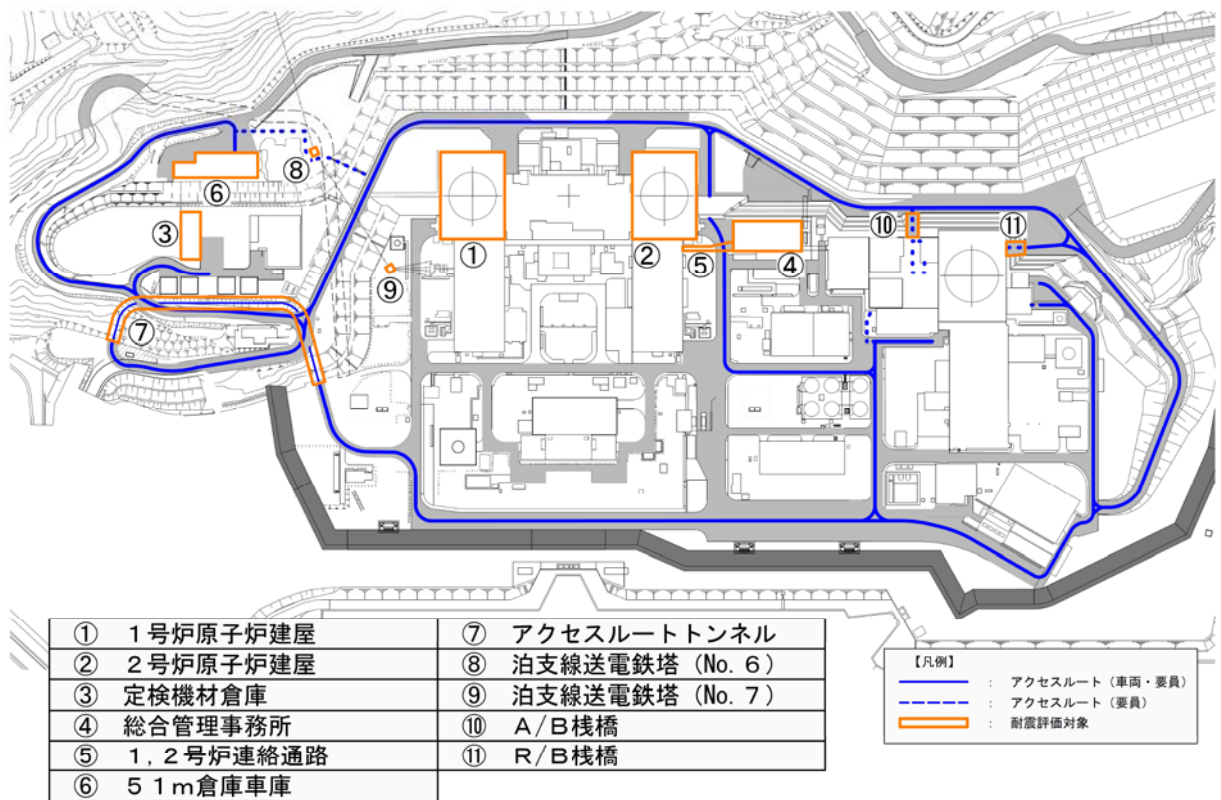 ⑥
⑧
③
①
②
⑤
④
⑩
⑪
⑨
⑦
① 1号炉原子炉建屋 ⑦ アクセスルートトンネル
② 2号炉原子炉建屋 ⑧ 泊支線送電鉄塔(No.6)
③ 定検機材倉庫 ⑨ 泊支線送電鉄塔(No.7)
④ 総合管理事務所 ⑩ A/B桟橋
⑤ 1,2号炉連絡通路 ⑪ R/B桟橋
⑥ 51m倉庫車庫
【凡例】
: アクセスルート(車両・要員)
: アクセスルート(要員)
: 耐震評価対象